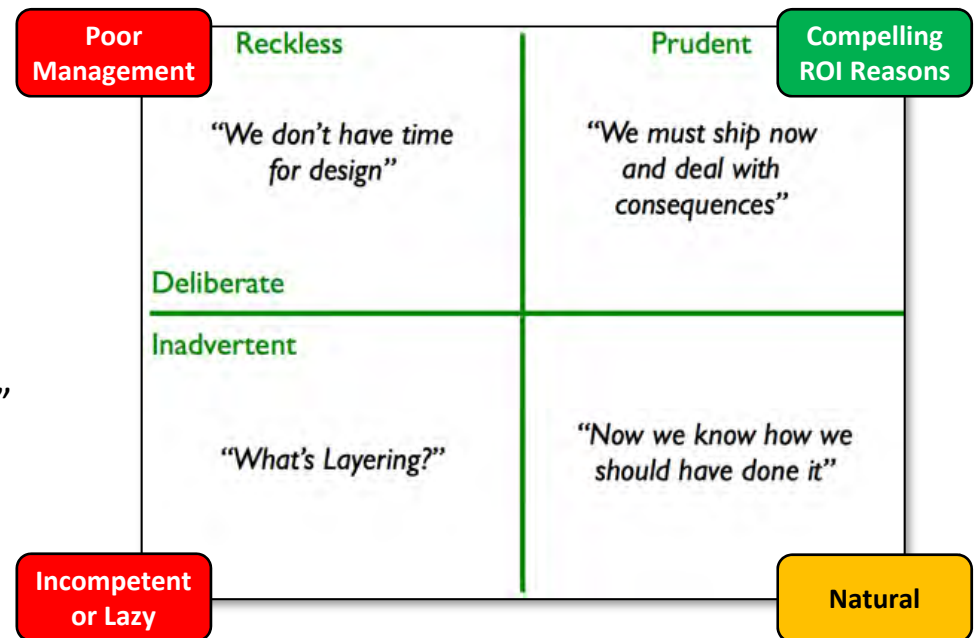 Poor
Management
Reckless
Prudent
Compelling
ROI Reasons
“We don’t have time
for design”
“We must ship now
and deal with
consequences”
Deliberate
Inadvertent
”
“What’s Layering?”
“Now we know how we
should have done it”
Incompetent
or Lazy
Natural